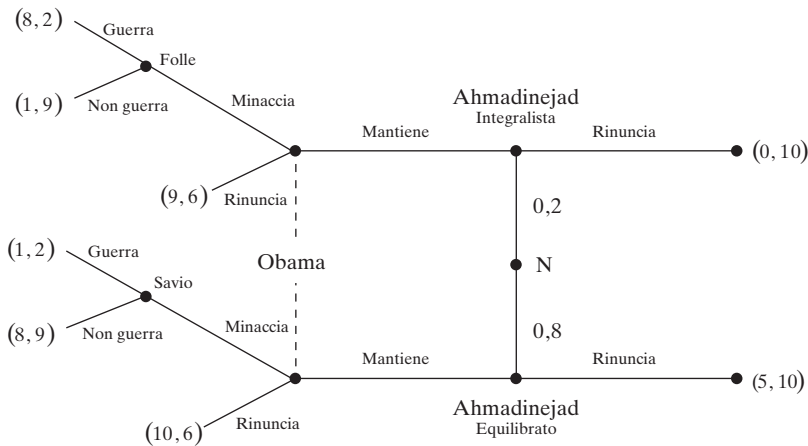 (8, 2)
Guerra
Folle
(1, 9)
Non guerra
Minaccia
Ahmadinejad
Integralista
Mantiene
Rinuncia
(0, 10)
(9, 6)
Rinuncia
0,2
(1, 2)
Guerra
Obama
N
Savio
(8, 9)
Non guerra
Minaccia
0,8
Mantiene
Rinuncia
(5, 10)
Ahmadinejad
Equilibrato
(10, 6)
Rinuncia